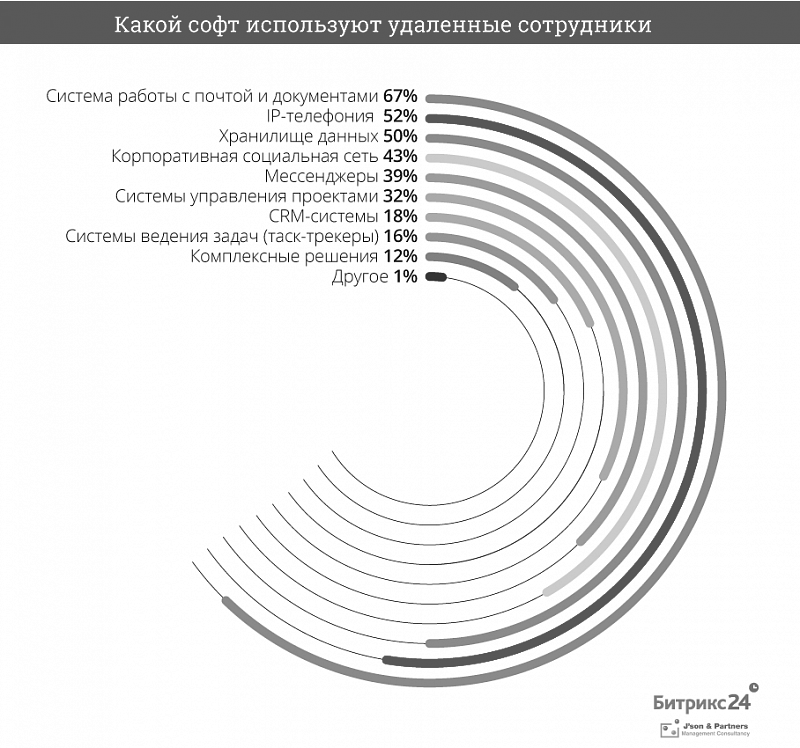 Какой софт используют удаленные сотрудники
Система работы с почтой и документами 67%
IP-телефония 52%
Хранилище данных 50%
Корпоративная социальная сеть 43%
Мессенджеры 39%
Системы управления проектами 32%
CRM-системы 18%
Системы ведения задач (таск-трекеры) 16%
Комплексные решения 12%
Другое 1%
Битрикс24
J'son & Partners
Management Consultancy